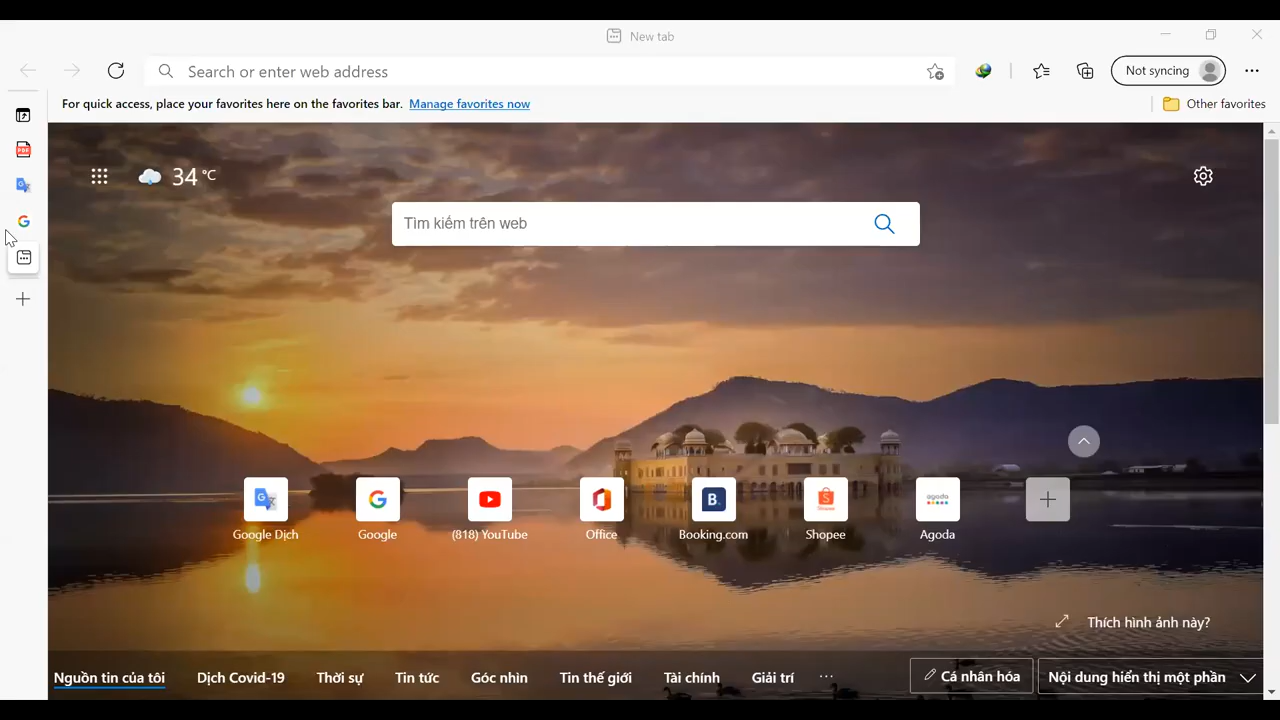 New tab
Search or enter web address
Not syncing
For quick access, place your favorites here on the favorites bar. Manage favorites now
Other favorites
34 °C
Tìm kiếm trên web
Google Dịch
Google
(818) YouTube
Office
Booking.com
Shopee
Agoda
Thích hình ảnh này?
Nguồn tin của tôi
Dịch Covid-19
Thời sự
Tin tức
Góc nhìn
Tin thế giới
Tài chính
Giải trí
Cá nhân hóa
Nội dung hiển thị một phần